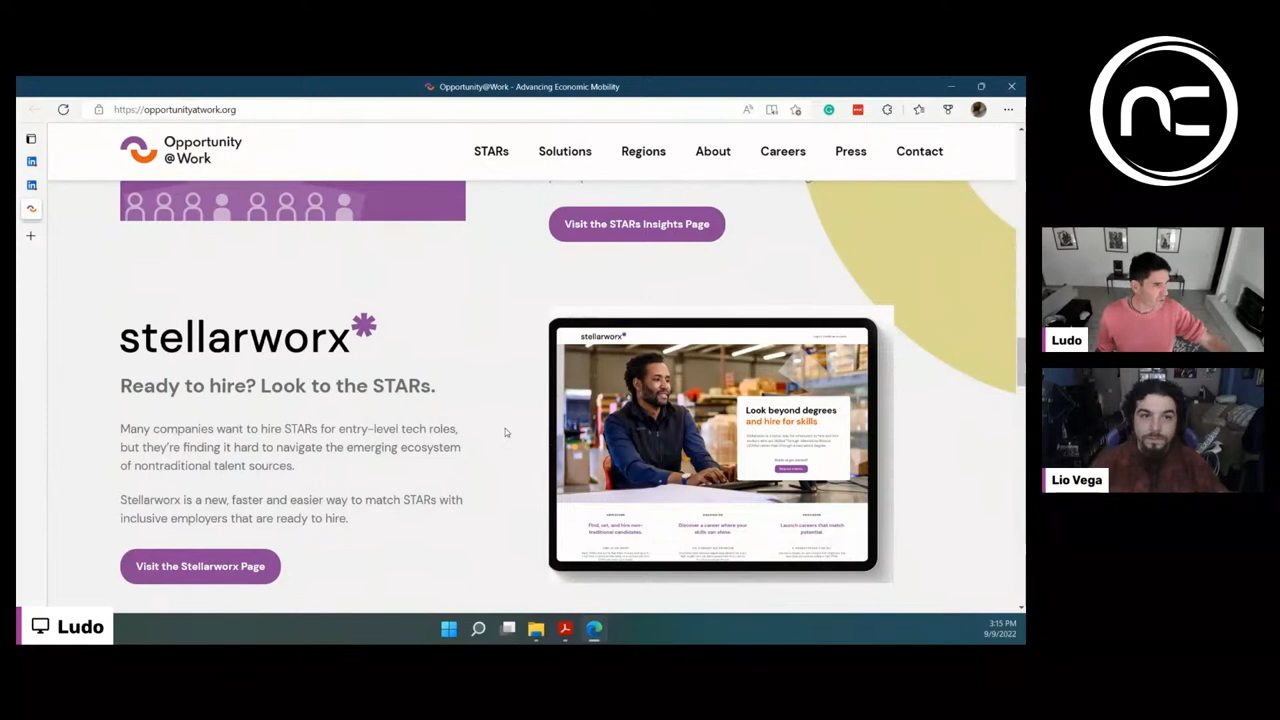 Opportunity@Work - Advancing Economic Mobility
https://opportunityatwork.org
Opportunity
@Work
STARs
Solutions
Regions
About
Careers
Press
Contact
Visit the STARs Insights Page
stellarworx*
Ready to hire? Look to the STARs.
Many companies want to hire STARs for entry-level tech roles,
but they're finding it hard to navigate the emerging ecosystem
of nontraditional talent sources.
Stellarworx is a new, faster and easier way to match STARs with
inclusive employers that are ready to hire.
Visit the Stellarworx Page
stellarworx*
Look beyond degrees
and hire for skills
Find, vet, and hire non-
traditional candidates.
Discover a career where your
skills can shine.
Launch careers that match
potential.
Ludo
3:15 PM
9/9/2022
nc
Ludo
Lio Vega